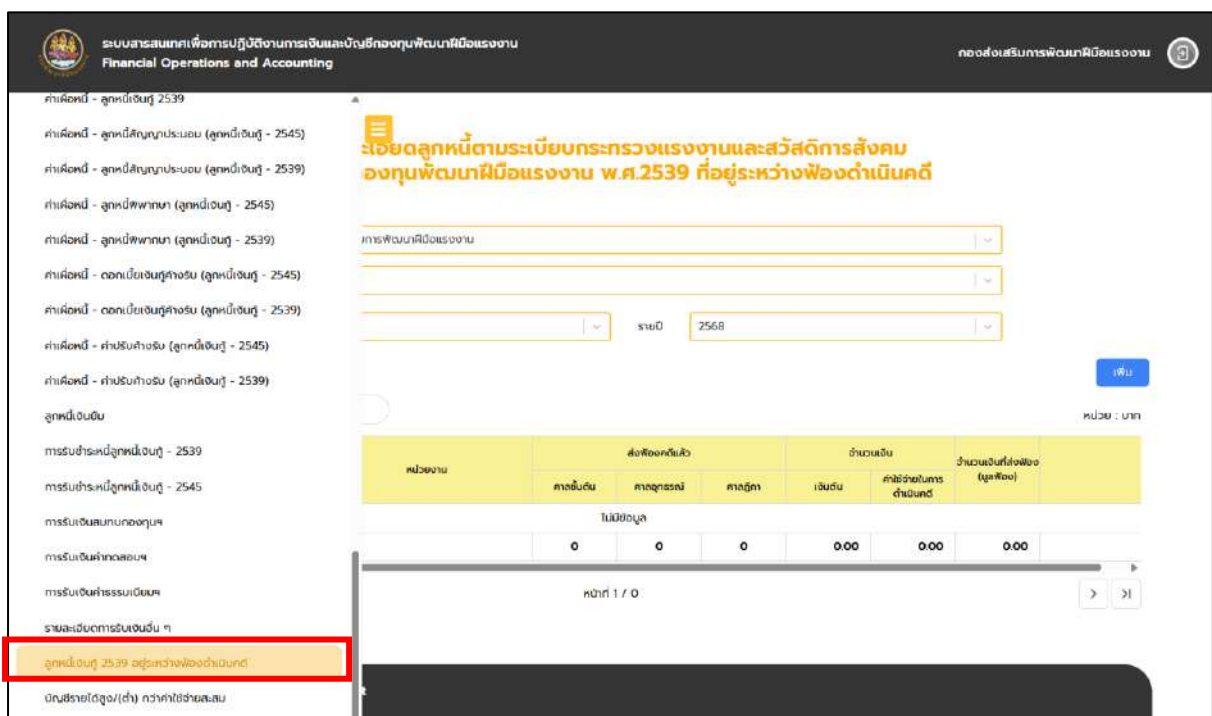 ระบบสารสนเทศเพื่อการปฏิบัติงานการเงินและบัญชีกองทุนพัฒนาฝีมือแรงงาน
Financial Operations and Accounting
กองส่งเสริมการพัฒนาฝีมือแรงงาน
ค่าเผื่อหนี้ - ลูกหนี้เงินกู้ 2539
ค่าเผื่อหนี้ - ลูกหนี้สัญญาประนอม (ลูกหนี้เงินกู้ - 2545)
ค่าเผื่อหนี้ - ลูกหนี้สัญญาประนอม (ลูกหนี้เงินกู้ - 2539)
ค่าเผื่อหนี้ - ลูกหนี้พิพากษา (ลูกหนี้เงินกู้ - 2545)
ค่าเผื่อหนี้ - ลูกหนี้พิพากษา (ลูกหนี้เงินกู้ - 2539)
ค่าเผื่อหนี้ - ดอกเบี้ยเงินกู้ค้างรับ (ลูกหนี้เงินกู้ - 2545)
ค่าเผื่อหนี้ - ดอกเบี้ยเงินกู้ค้างรับ (ลูกหนี้เงินกู้ - 2539)
ค่าเผื่อหนี้ - ค่าปรับค้างรับ (ลูกหนี้เงินกู้ - 2545)
ค่าเผื่อหนี้ - ค่าปรับค้างรับ (ลูกหนี้เงินกู้ - 2539)
ลูกหนี้เงินยืม
การรับชำระหนี้ลูกหนี้เงินกู้ - 2539
การรับชำระหนี้ลูกหนี้เงินกู้ - 2545
การรับเงินสมทบกองทุนฯ
การรับเงินค่าทดสอบฯ
การรับเงินค่าธรรมเนียมฯ
รายละเอียดการรับเงินอื่น ๆ
ลูกหนี้เงินกู้ 2539 อยู่ระหว่างฟ้องดำเนินคดี
บัญชีรายได้สูง/(ต่ำ) กว่าค่าใช้จ่ายสะสม
ะเอียดลูกหนี้ตามระเบียบกระทรวงแรงงานและสวัสดิการสังคม
องทุนพัฒนาฝีมือแรงงาน พ.ศ.2539 ที่อยู่ระหว่างฟ้องดำเนินคดี
มการพัฒนาฝีมือแรงงาน
รายปี 2568
เพิ่ม
หน่วย : บาท
หน่วยงาน ส่งฟ้องคดีแล้ว จำนวนเงิน จำนวนเงินที่ส่งฟ้อง (มูลฟ้อง)
ศาลชั้นต้น ศาลอุทธรณ์ ศาลฎีกา เงินต้น ค่าใช้จ่ายในการดำเนินคดี
ไม่มีข้อมูล
0 0 0 0.00 0.00 0.00
หน้าที่ 1 / 0